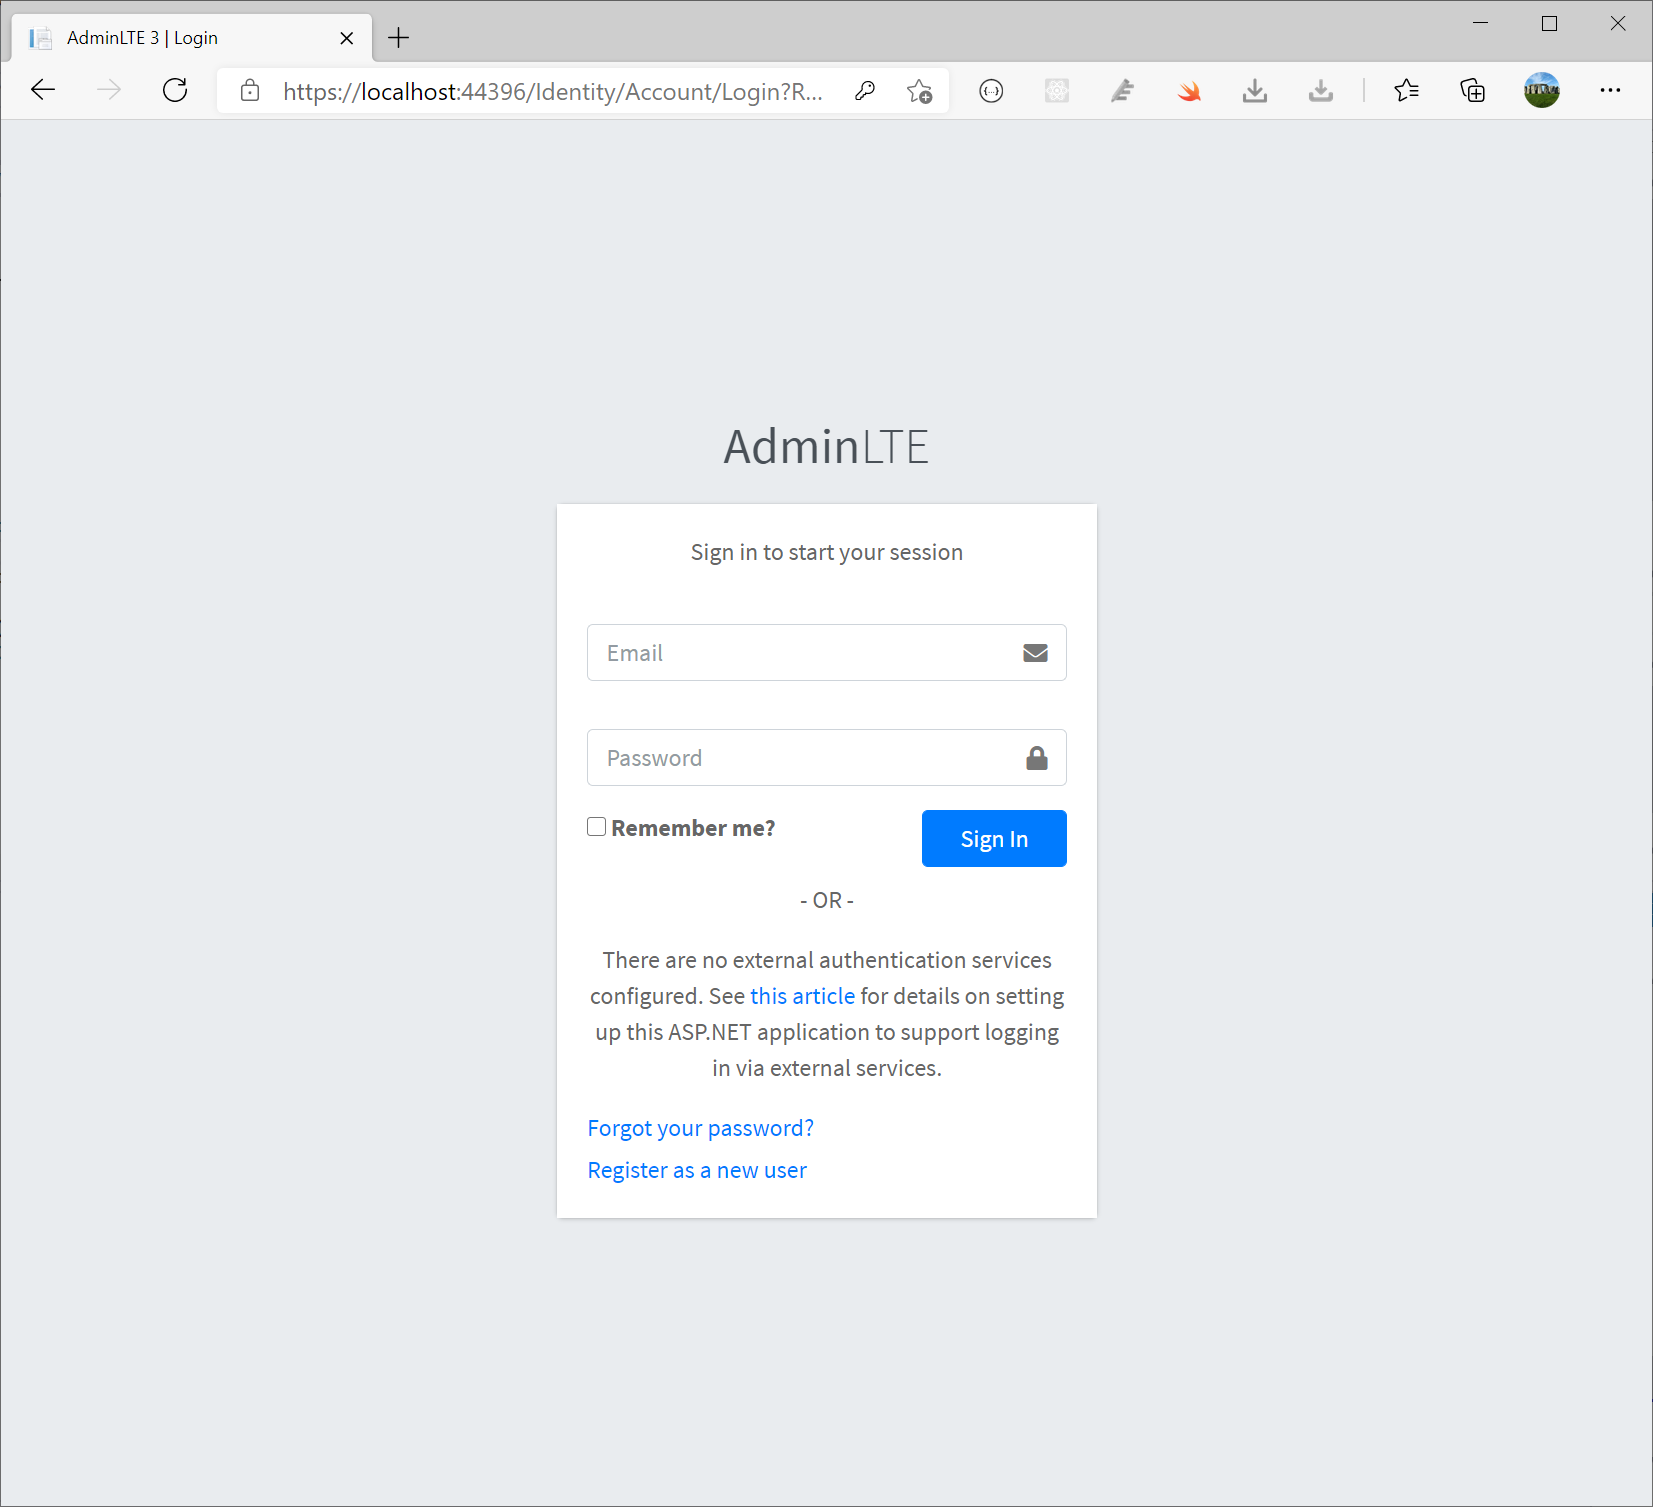 AdminLTE 3 | Login
https://localhost:44396/Identity/Account/Login?R...
AdminLTE
Sign in to start your session
Email
Password
Remember me?
Sign In
- OR -
There are no external authentication services
configured. See this article for details on setting
up this ASP.NET application to support logging
in via external services.
Forgot your password?
Register as a new user